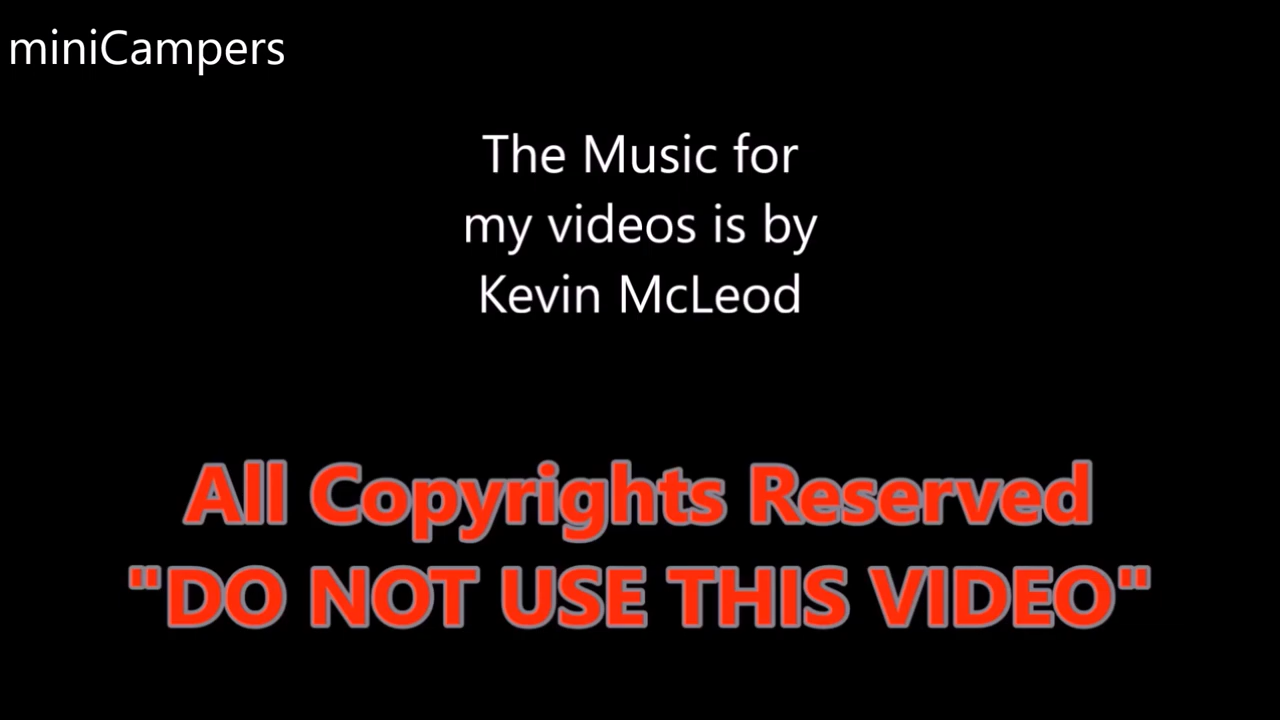 miniCampers
The Music for
my videos is by
Kevin McLeod
All Copyrights Reserved
"DO NOT USE THIS VIDEO"